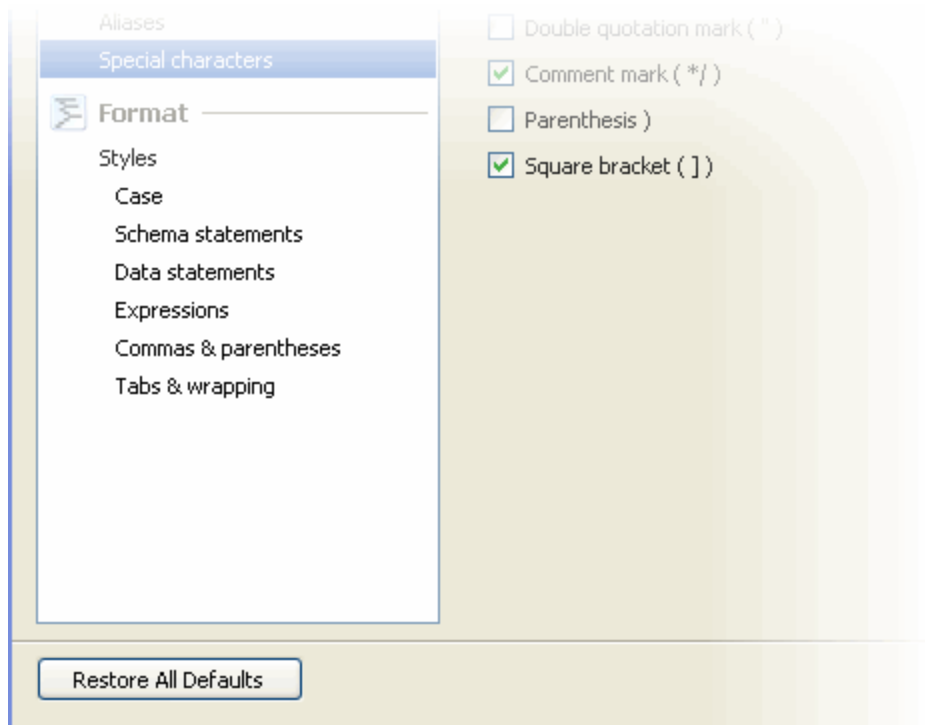 Aliases
Special characters
Format
Styles
Case
Schema statements
Data statements
Expressions
Commas & parentheses
Tabs & wrapping
Double quotation mark ( " )
Comment mark ( */ )
Parenthesis )
Square bracket ( ] )
Restore All Defaults